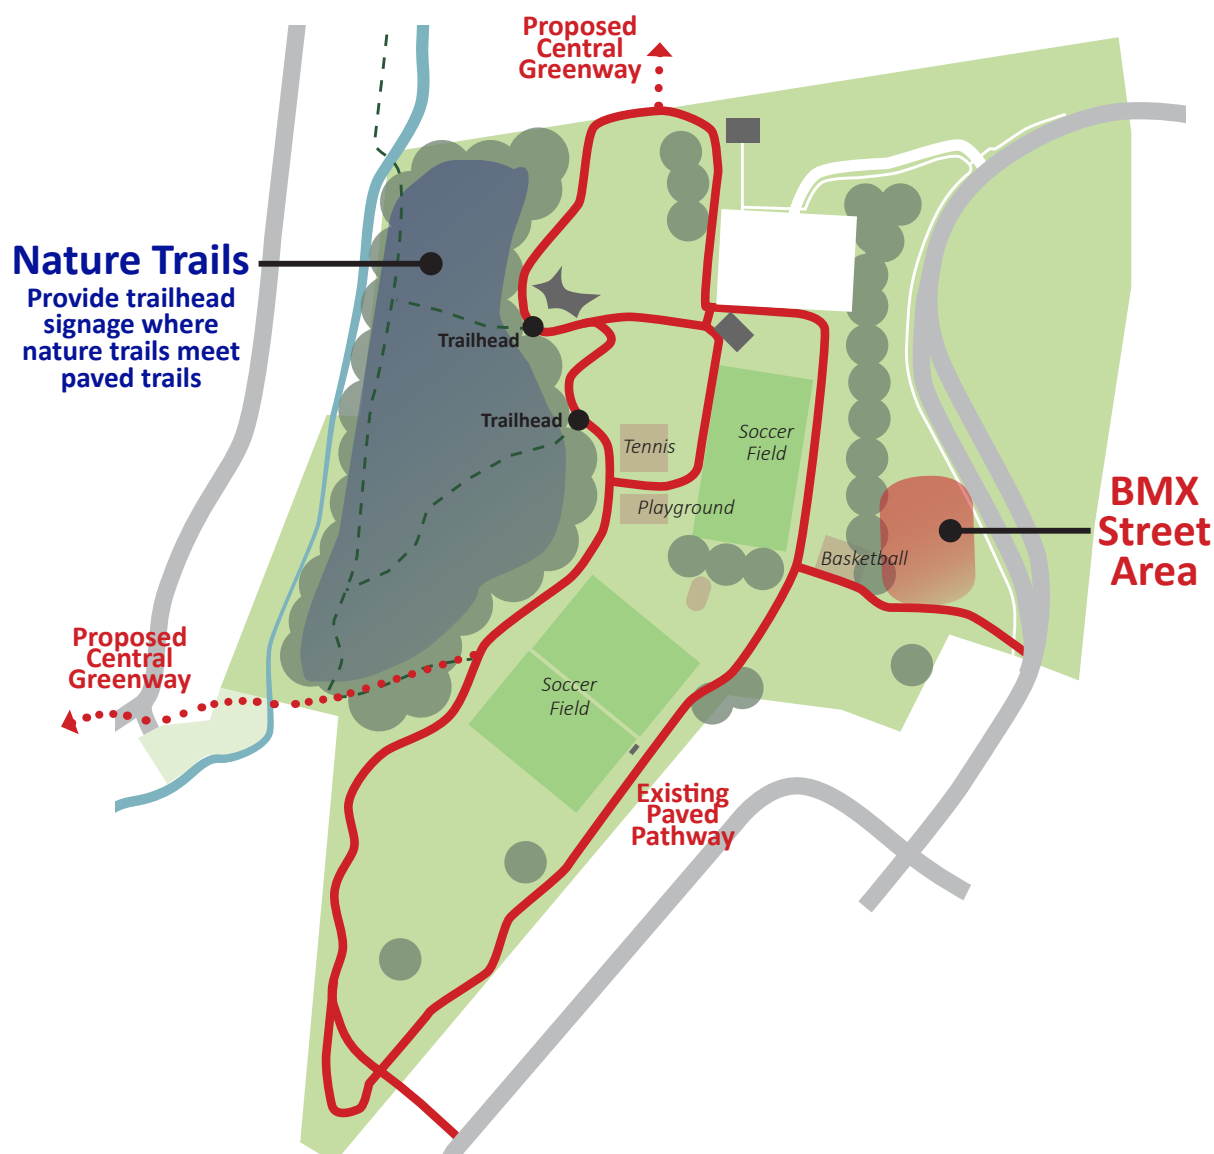 Proposed
Central
Greenway
Nature Trails
Provide trailhead
signage where
nature trails meet
paved trails
Trailhead
Trailhead
Tennis
Soccer
Field
Playground
BMX
Street
Area
Basketball
Proposed
Central
Greenway
Soccer
Field
Existing
Paved
Pathway